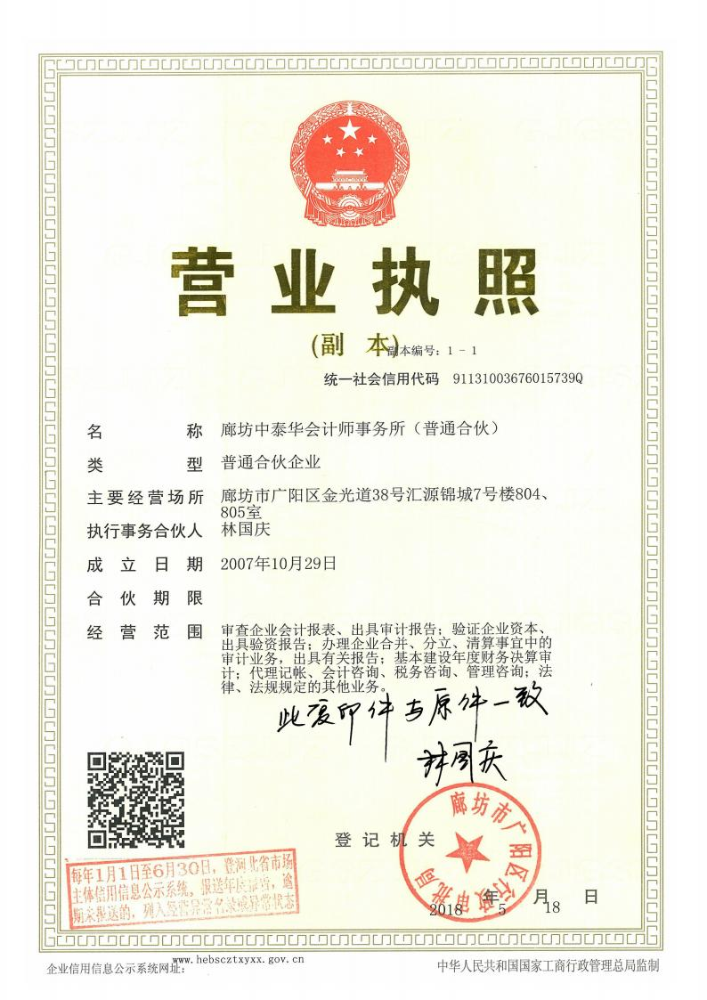 营业执照
(副 本)
副本编号：1 - 1
统一社会信用代码 91131003676015739Q
名 称 廊坊中泰华会计师事务所（普通合伙）
类 型 普通合伙企业
主要经营场所 廊坊市广阳区金光道38号汇源锦城7号楼804、
805室
执行事务合伙人 林国庆
成立日期 2007年10月29日
合伙期限
经营范围 审查企业会计报表、出具审计报告；验证企业资本、
出具验资报告；办理企业合并、分立、清算事宜中的
审计业务，出具有关报告；基本建设年度财务决算审
计；代理记帐、会计咨询、税务咨询、管理咨询；法
律、法规规定的其他业务。
此复印件与原件一致
林国庆
登记机关
廊坊市广阳区行政审批局
2018年5月18日
每年1月1日至6月30日，登河北省市场
主体信用信息公示系统。报送年度报告，逾
期未报送的，列入经营异常名录或异常状态
企业信用信息公示系统网址：www.hebscztxyxx.gov.cn
中华人民共和国国家工商行政管理总局监制